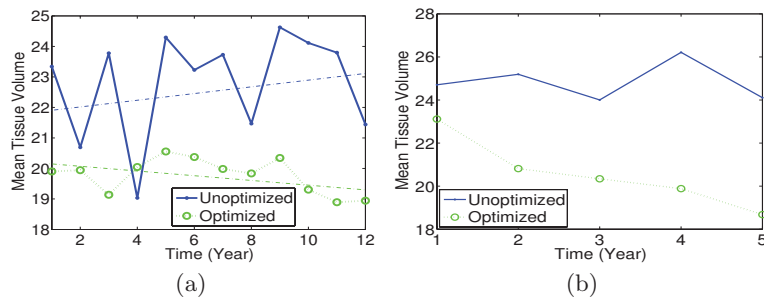 25
24
23
22
21
20
19
18
Mean Tissue Volume
2
4
6
8
10
12
Time (Year)
Unoptimized
Optimized
(a)
28
26
24
22
20
18
Mean Tissue Volume
1
2
3
4
5
Time (Year)
Unoptimized
Optimized
(b)